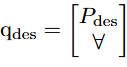 q_des = [P_des
∀]